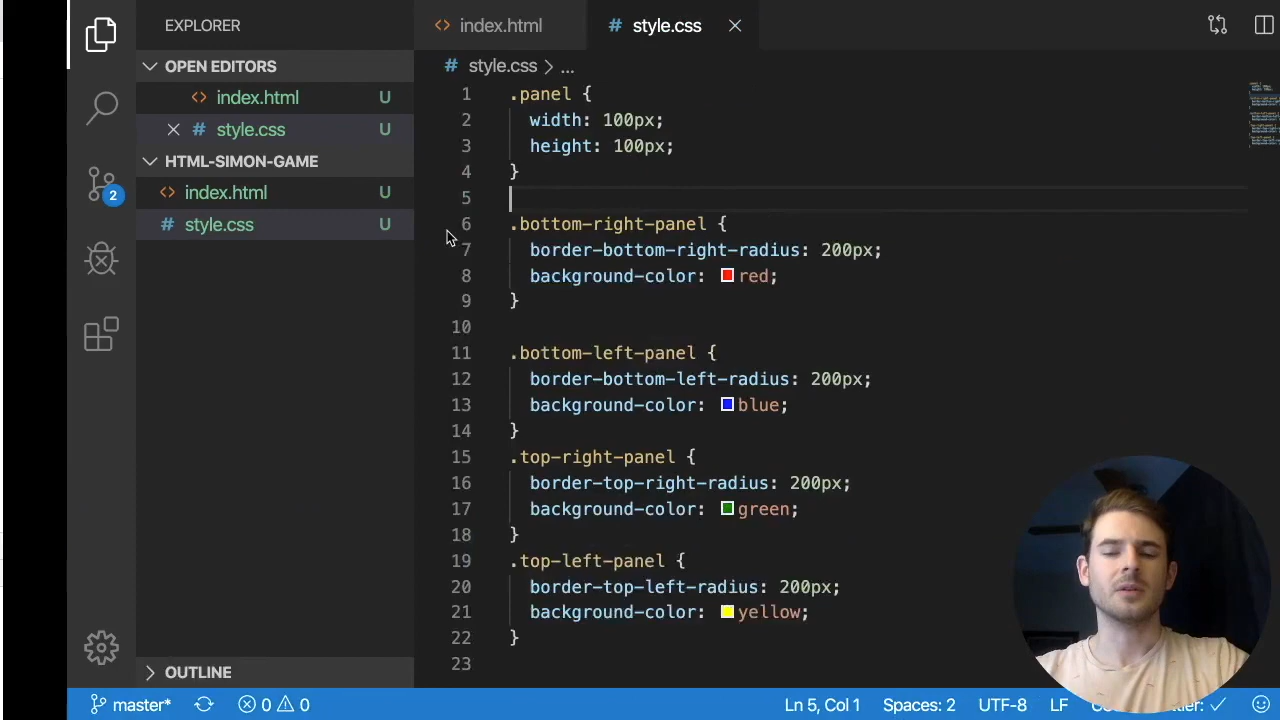 EXPLORER
index.html
style.css
OPEN EDITORS
index.html U
style.css U
HTML-SIMON-GAME
index.html U
style.css U
2
OUTLINE
style.css > ...
1 .panel {
2 width: 100px;
3 height: 100px;
4 }
5
6 .bottom-right-panel {
7 border-bottom-right-radius: 200px;
8 background-color: red;
9 }
10
11 .bottom-left-panel {
12 border-bottom-left-radius: 200px;
13 background-color: blue;
14 }
15 .top-right-panel {
16 border-top-right-radius: 200px;
17 background-color: green;
18 }
19 .top-left-panel {
20 border-top-left-radius: 200px;
21 background-color: yellow;
22 }
23
master* 0 0 Ln 5, Col 1 Spaces: 2 UTF-8 LF